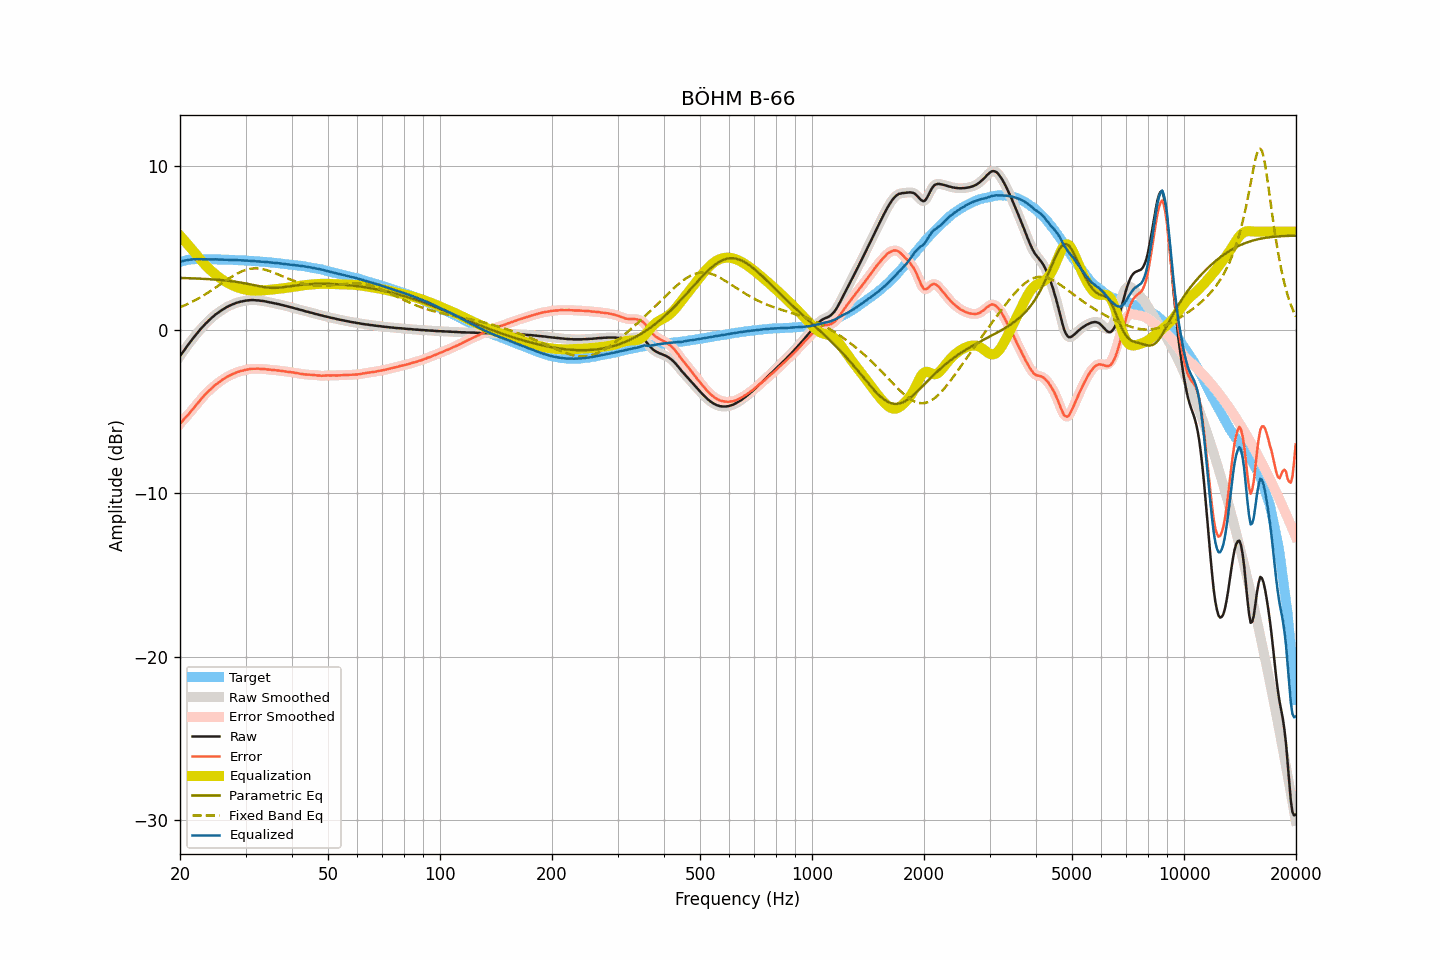 BÖHM B-66
Amplitude (dBr)
10
0
−10
−20
−30
Target
Raw Smoothed
Error Smoothed
Raw
Error
Equalization
Parametric Eq
Fixed Band Eq
Equalized
20 50 100 200 500 1000 2000 5000 10000 20000
Frequency (Hz)